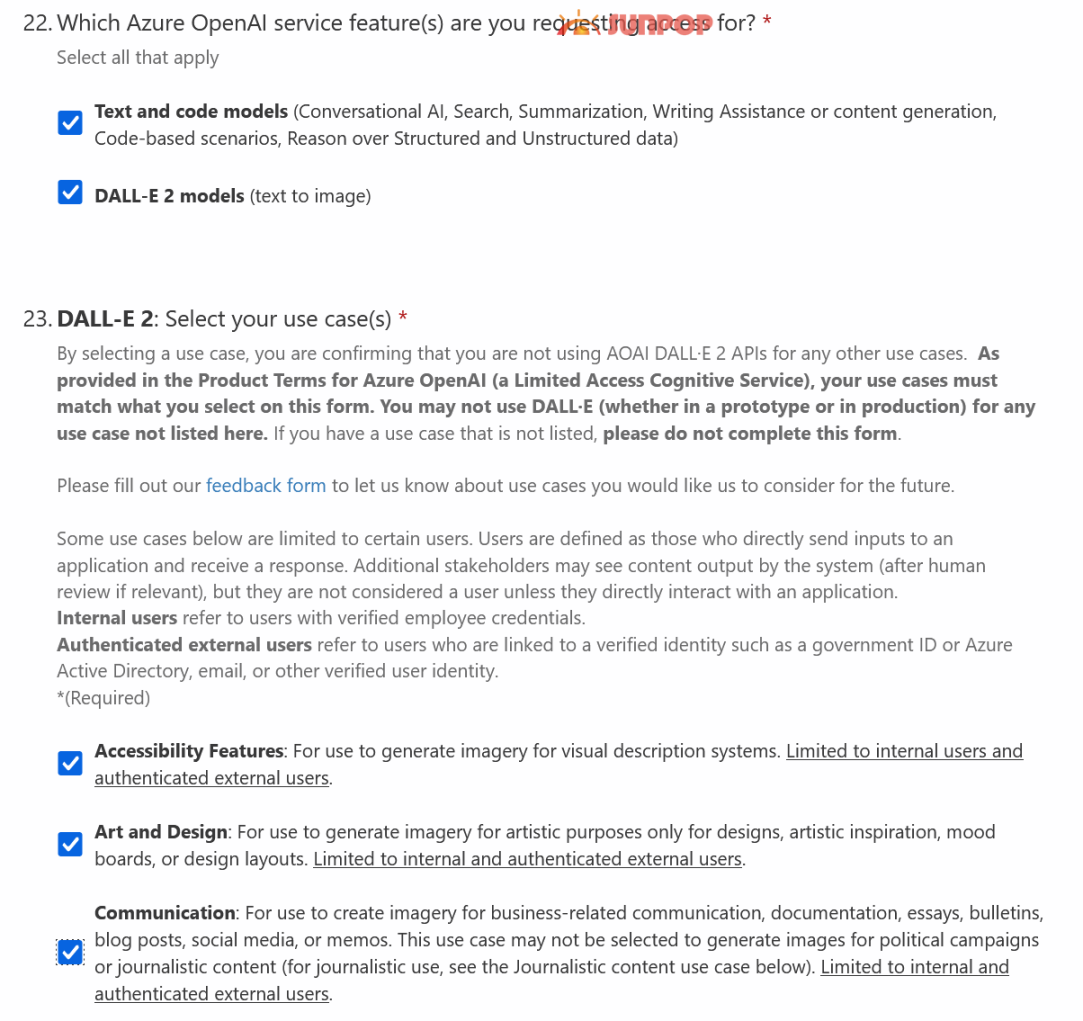 22. Which Azure OpenAI service feature(s) are you requesting access for? *
SUNPOP
Select all that apply
Text and code models (Conversational AI, Search, Summarization, Writing Assistance or content generation,
Code-based scenarios, Reason over Structured and Unstructured data)
DALL-E 2 models (text to image)
23. DALL-E 2: Select your use case(s) *
By selecting a use case, you are confirming that you are not using AOAI DALL·E 2 APIs for any other use cases. As
provided in the Product Terms for Azure OpenAI (a Limited Access Cognitive Service), your use cases must
match what you select on this form. You may not use DALL·E (whether in a prototype or in production) for any
use case not listed here. If you have a use case that is not listed, please do not complete this form.
Please fill out our feedback form to let us know about use cases you would like us to consider for the future.
Some use cases below are limited to certain users. Users are defined as those who directly send inputs to an
application and receive a response. Additional stakeholders may see content output by the system (after human
review if relevant), but they are not considered a user unless they directly interact with an application.
Internal users refer to users with verified employee credentials.
Authenticated external users refer to users who are linked to a verified identity such as a government ID or Azure
Active Directory, email, or other verified user identity.
*(Required)
Accessibility Features: For use to generate imagery for visual description systems. Limited to internal users and
authenticated external users.
Art and Design: For use to generate imagery for artistic purposes only for designs, artistic inspiration, mood
boards, or design layouts. Limited to internal and authenticated external users.
Communication: For use to create imagery for business-related communication, documentation, essays, bulletins,
blog posts, social media, or memos. This use case may not be selected to generate images for political campaigns
or journalistic content (for journalistic use, see the Journalistic content use case below). Limited to internal and
authenticated external users.